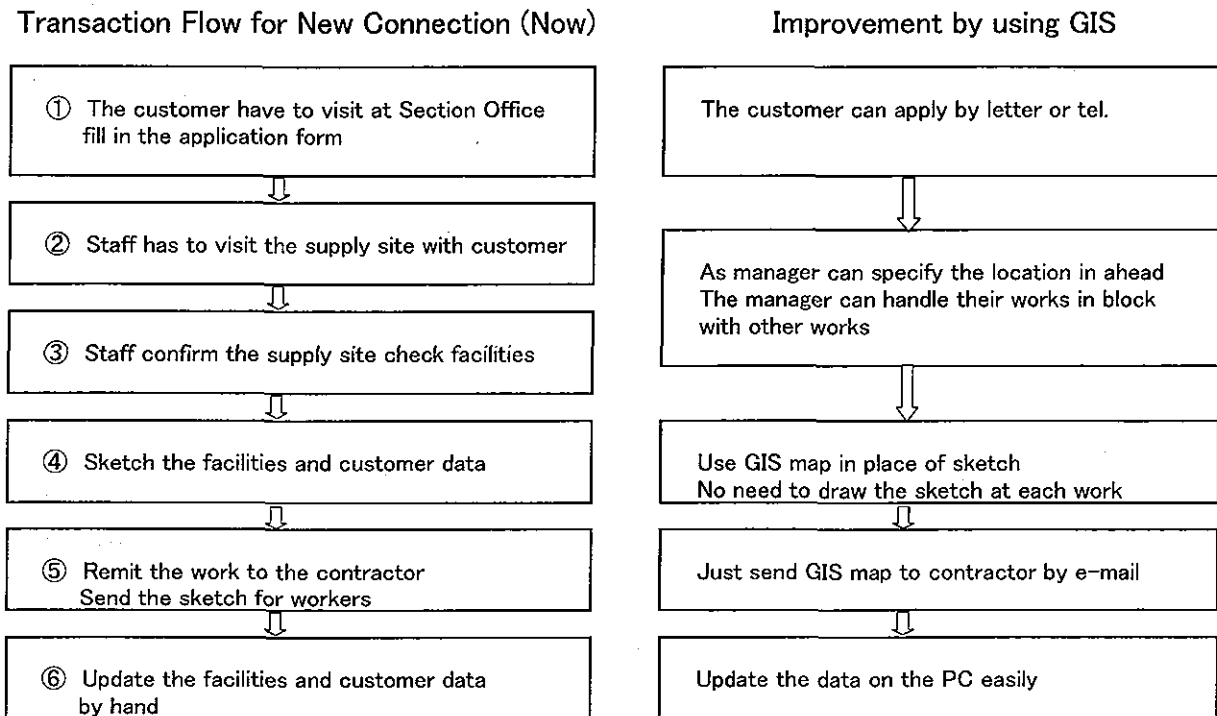 Transaction Flow for New Connection (Now)
① The customer have to visit at Section Office
fill in the application form
② Staff has to visit the supply site with customer
③ Staff confirm the supply site check facilities
④ Sketch the facilities and customer data
⑤ Remit the work to the contractor
Send the sketch for workers
⑥ Update the facilities and customer data
by hand
Improvement by using GIS
The customer can apply by letter or tel.
As manager can specify the location in ahead
The manager can handle their works in block
with other works
Use GIS map in place of sketch
No need to draw the sketch at each work
Just send GIS map to contractor by e-mail
Update the data on the PC easily